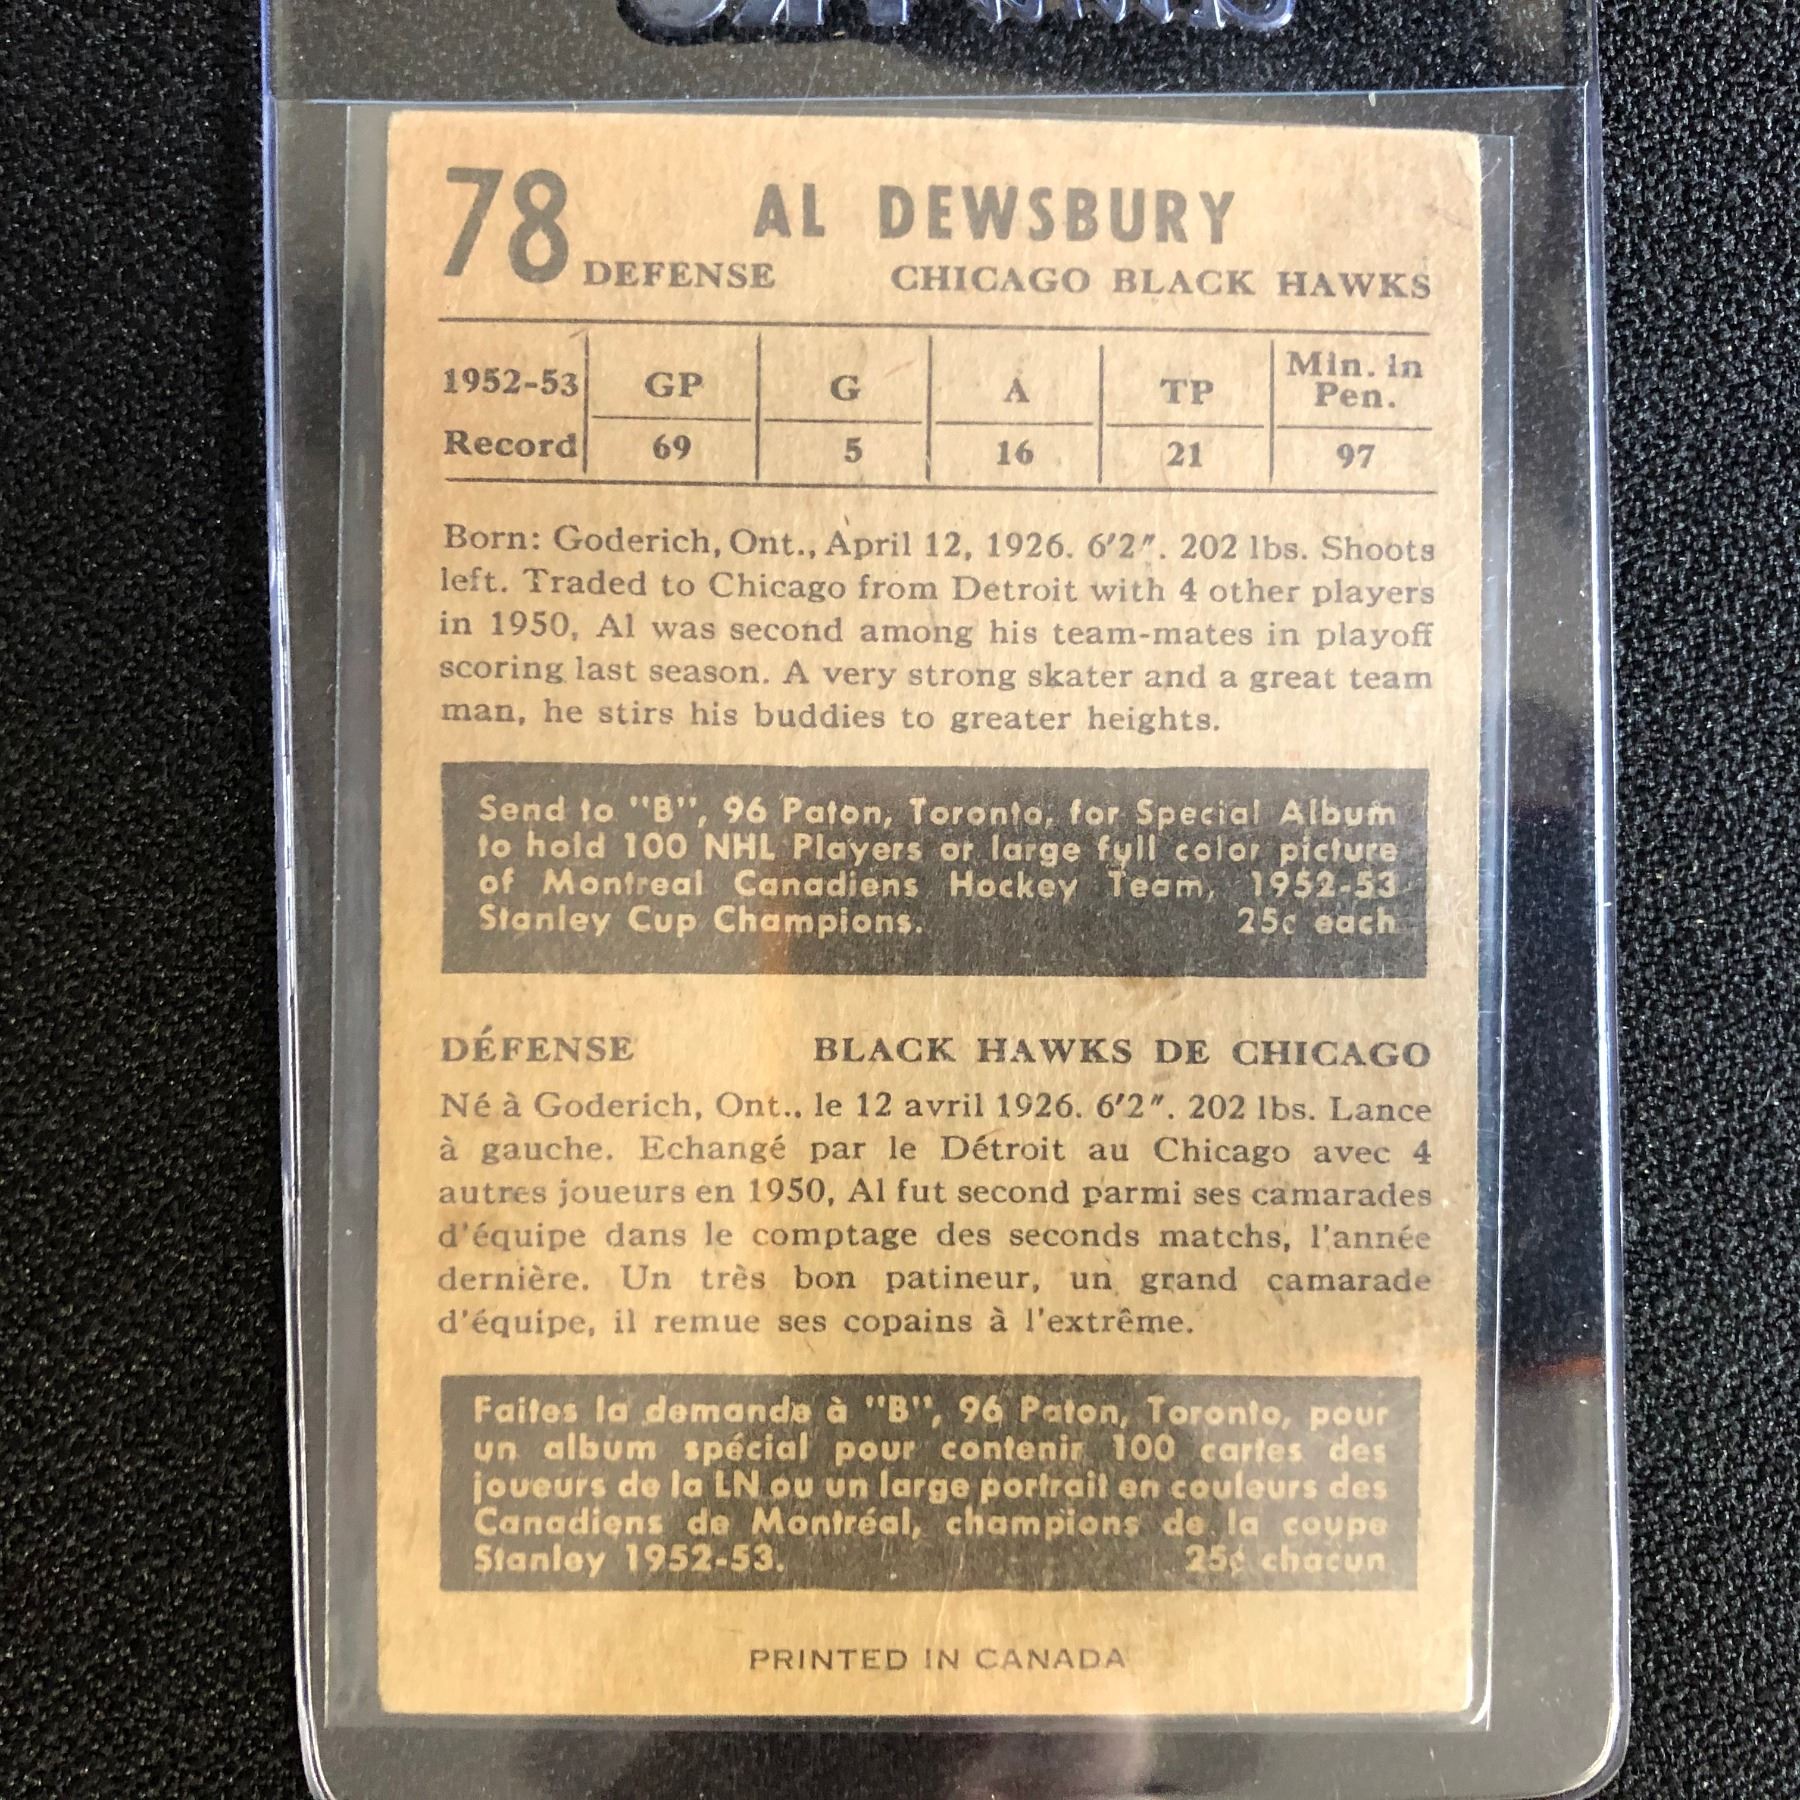 78 AL DEWSBURY
DEFENSE CHICAGO BLACK HAWKS
1952-53 GP G A TP Min. in Pen.
Record 69 5 16 21 97
Born: Goderich, Ont., April 12, 1926. 6'2". 202 lbs. Shoots
left. Traded to Chicago from Detroit with 4 other players
in 1950, Al was second among his team-mates in playoff
scoring last season. A very strong skater and a great team
man, he stirs his buddies to greater heights.
Send to "B", 96 Paton, Toronto, for Special Album
to hold 100 NHL Players or large full color picture
of Montreal Canadiens Hockey Team, 1952-53
Stanley Cup Champions. 25c each
DÉFENSE BLACK HAWKS DE CHICAGO
Né à Goderich, Ont., le 12 avril 1926. 6'2". 202 lbs. Lance
à gauche. Echangé par le Détroit au Chicago avec 4
autres joueurs en 1950, Al fut second parmi ses camarades
d'équipe dans le comptage des seconds matchs, l'année
dernière. Un très bon patineur, un grand camarade
d'équipe, il remue ses copains à l'extrême.
Faites la demande à "B", 96 Paton, Toronto, pour
un album spécial pour contenir 100 cartes des
joueurs de la LN ou un large portrait en couleurs des
Canadiens de Montréal, champions de la coupe
Stanley 1952-53. 25¢ chacun
PRINTED IN CANADA